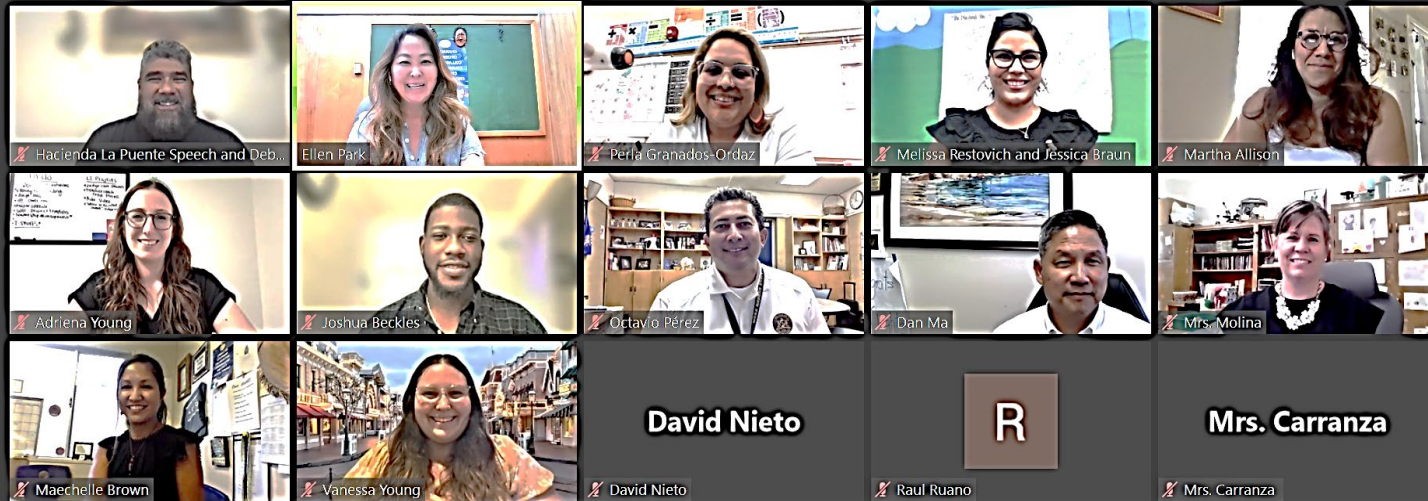 Hacienda La Puente Speech and Deb...
Ellen Park
Perla Granados-Ordaz
Melissa Restovich and Jessica Braun
Martha Allison
Adriena Young
Joshua Beckles
Octavio Pérez
Dan Ma
Mrs. Molina
Maechelle Brown
Vanessa Young
David Nieto
David Nieto
R
Raul Ruano
Mrs. Carranza
Mrs. Carranza